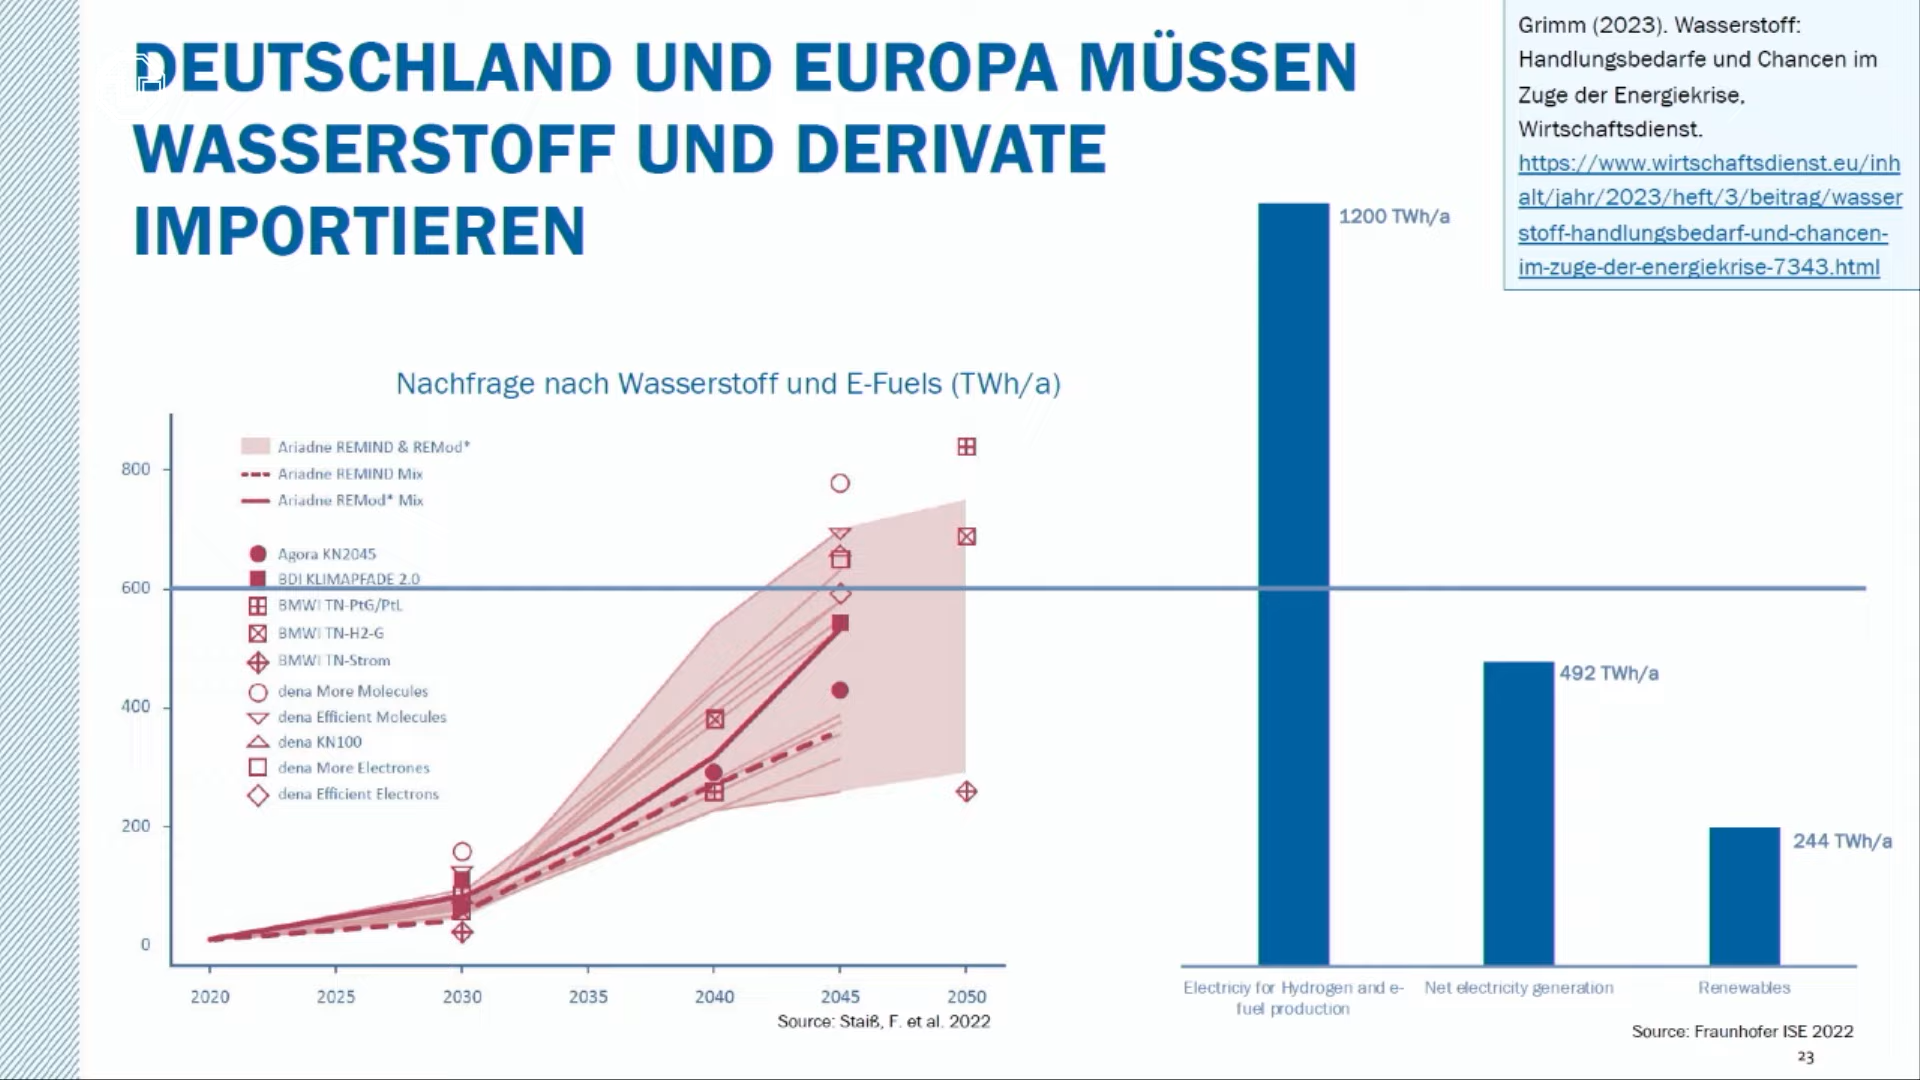 DEUTSCHLAND UND EUROPA MÜSSEN
WASSERSTOFF UND DERIVATE
IMPORTIEREN
Grimm (2023). Wasserstoff:
Handlungsbedarfe und Chancen im
Zuge der Energiekrise,
Wirtschaftsdienst.
https://www.wirtschaftsdienst.eu/inh
alt/jahr/2023/heft/3/beitrag/wasser
stoff-handlungsbedarf-und-chancen-
im-zuge-der-energiekrise-7343.html
Nachfrage nach Wasserstoff und E-Fuels (TWh/a)
800
600
400
200
0
Ariadne REMIND & REMod*
Ariadne REMIND Mix
Ariadne REMod* Mix
Agora KN2045
BDI KLIMAPFADE 2.0
BMWI TN-PtG/PtL
BMWI TN-H2-G
BMWI TN-Strom
dena More Molecules
dena Efficient Molecules
dena KN100
dena More Electrones
dena Efficient Electrons
2020 2025 2030 2035 2040 2045 2050
Source: Staiß, F. et al. 2022
1200 TWh/a
492 TWh/a
244 TWh/a
Electriciy for Hydrogen and e-
fuel production
Net electricity generation
Renewables
Source: Fraunhofer ISE 2022
23